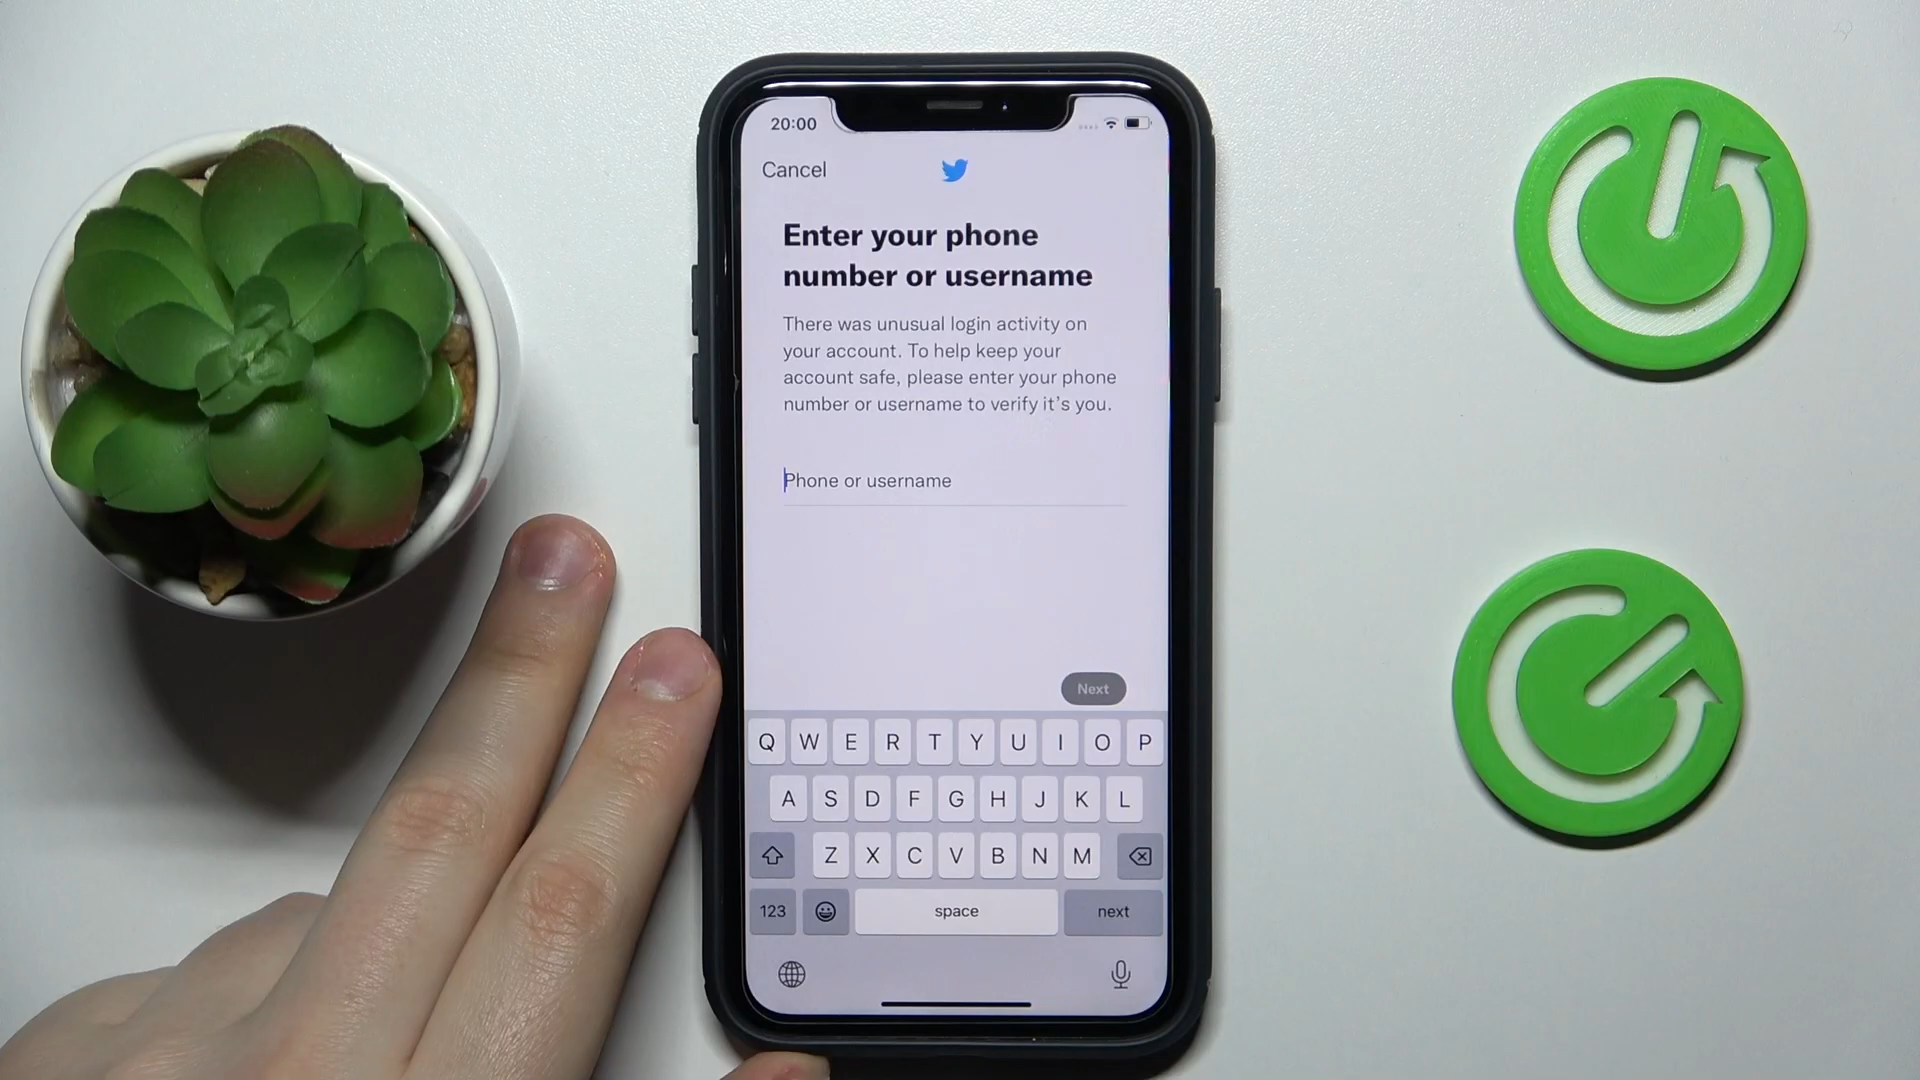 20:00
Cancel
Enter your phone
number or username
There was unusual login activity on
your account. To help keep your
account safe, please enter your phone
number or username to verify it’s you.
Phone or username
Next
Q W E R T Y U I O P
A S D F G H J K L
Z X C V B N M
123 space next